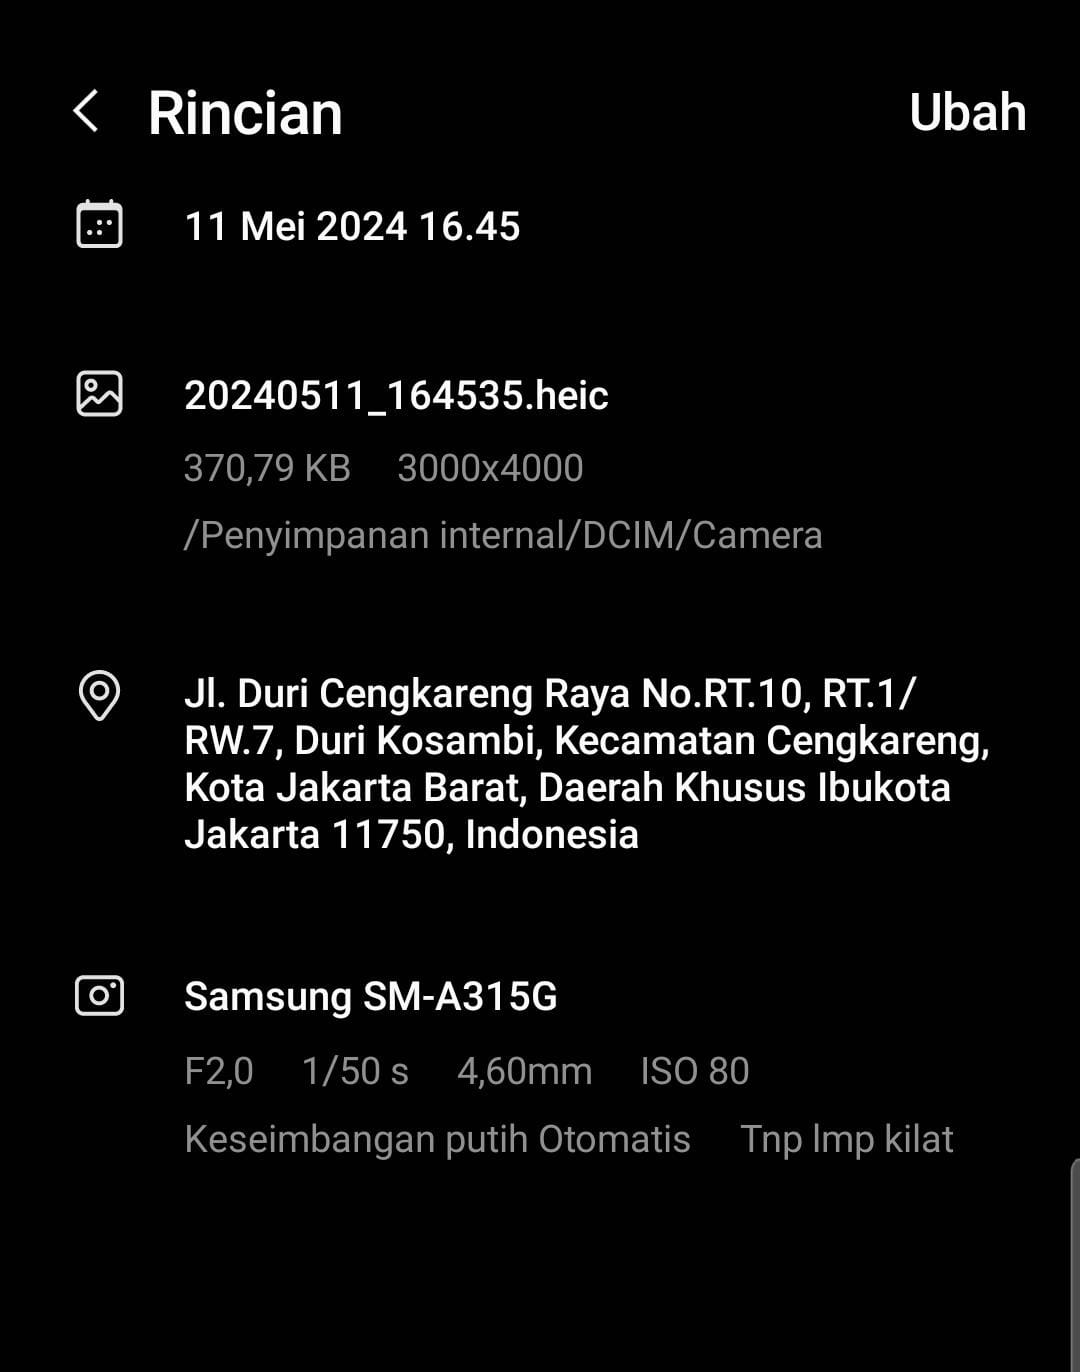 Rincian
Ubah
11 Mei 2024 16.45
20240511_164535.heic
370,79 KB 3000x4000
/Penyimpanan internal/DCIM/Camera
Jl. Duri Cengkareng Raya No.RT.10, RT.1/
RW.7, Duri Kosambi, Kecamatan Cengkareng,
Kota Jakarta Barat, Daerah Khusus Ibukota
Jakarta 11750, Indonesia
Samsung SM-A315G
F2,0 1/50 s 4,60mm ISO 80
Keseimbangan putih Otomatis Tnp lmp kilat